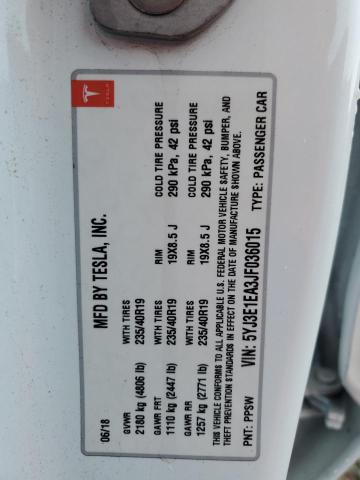 TESLA
MFD BY TESLA, INC.
06/18
GVWR WITH TIRES RIM COLD TIRE PRESSURE
2180 kg (4806 lb) 235/40R19 19X8.5 J 290 kPa, 42 psi
GAWR FRT WITH TIRES RIM COLD TIRE PRESSURE
1110 kg (2447 lb) 235/40R19 19X8.5 J 290 kPa, 42 psi
GAWR RR
1257 kg (2771 lb) 235/40R19
THIS VEHICLE CONFORMS TO ALL APPLICABLE U.S. FEDERAL MOTOR VEHICLE SAFETY, BUMPER, AND
THEFT PREVENTION STANDARDS IN EFFECT ON THE DATE OF MANUFACTURE SHOWN ABOVE.
VIN: 5YJ3E1EA3JF036015 TYPE: PASSENGER CAR
PNT: PPSW